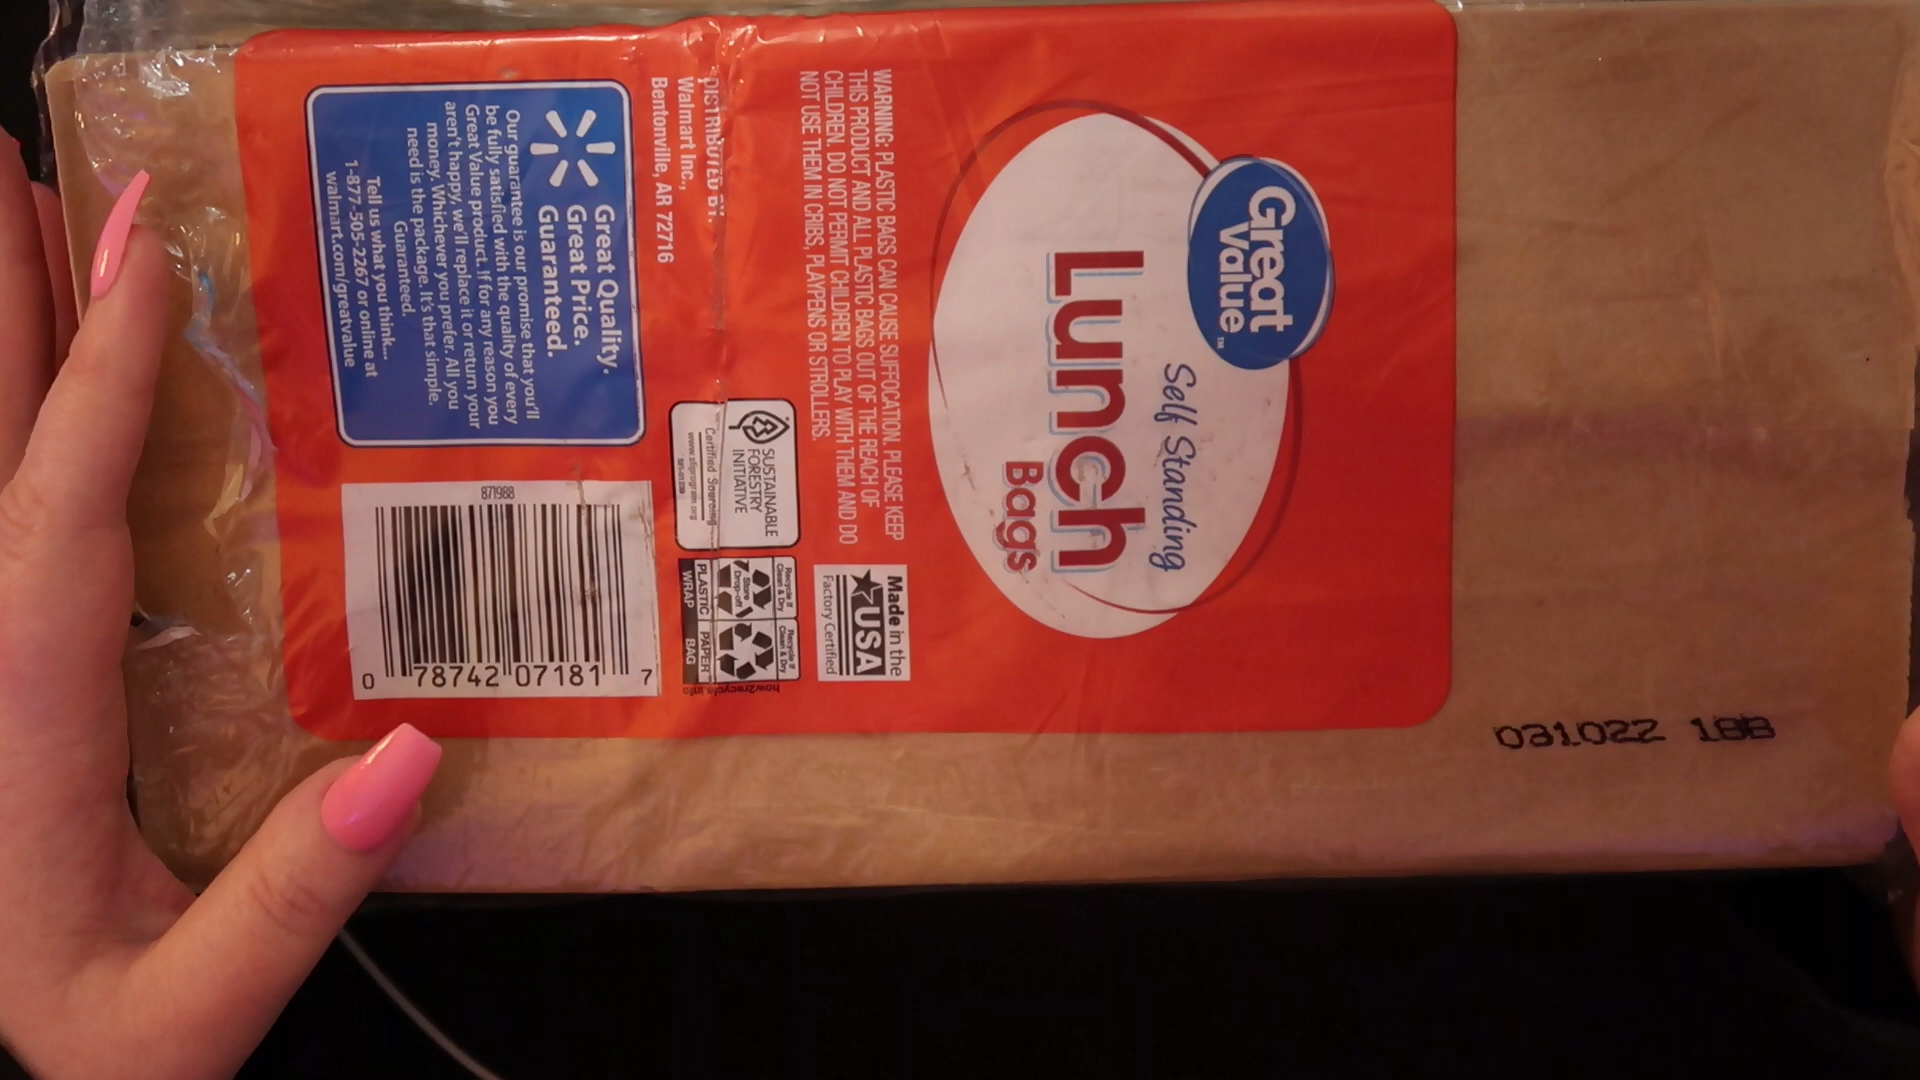 Great
Value™
Self Standing
Lunch
Bags
WARNING: PLASTIC BAGS CAN CAUSE SUFFOCATION. PLEASE KEEP
THIS PRODUCT AND ALL PLASTIC BAGS OUT OF THE REACH OF
CHILDREN. DO NOT PERMIT CHILDREN TO PLAY WITH THEM AND DO
NOT USE THEM IN CRIBS, PLAYPENS OR STROLLERS.
Made in the
USA
Factory Certified
DISTRIBUTED BY:
Walmart Inc.,
Bentonville, AR 72716
SUSTAINABLE
FORESTRY
INITIATIVE
Certified Sourcing
www.sfiprogram.org
Recycle if
Clean & Dry
Store
Drop-off
PLASTIC
WRAP
Recycle if
Clean & Dry
PAPER
BAG
how2recycle.info
Great Quality.
Great Price.
Guaranteed.
Our guarantee is our promise that you'll
be fully satisfied with the quality of every
Great Value product. If for any reason you
aren't happy, we'll replace it or return your
money. Whichever you prefer. All you
need is the package. It's that simple.
Guaranteed.
Tell us what you think...
1-877-505-2267 or online at
walmart.com/greatvalue
871988
0 78742 07181 7
031022 18B